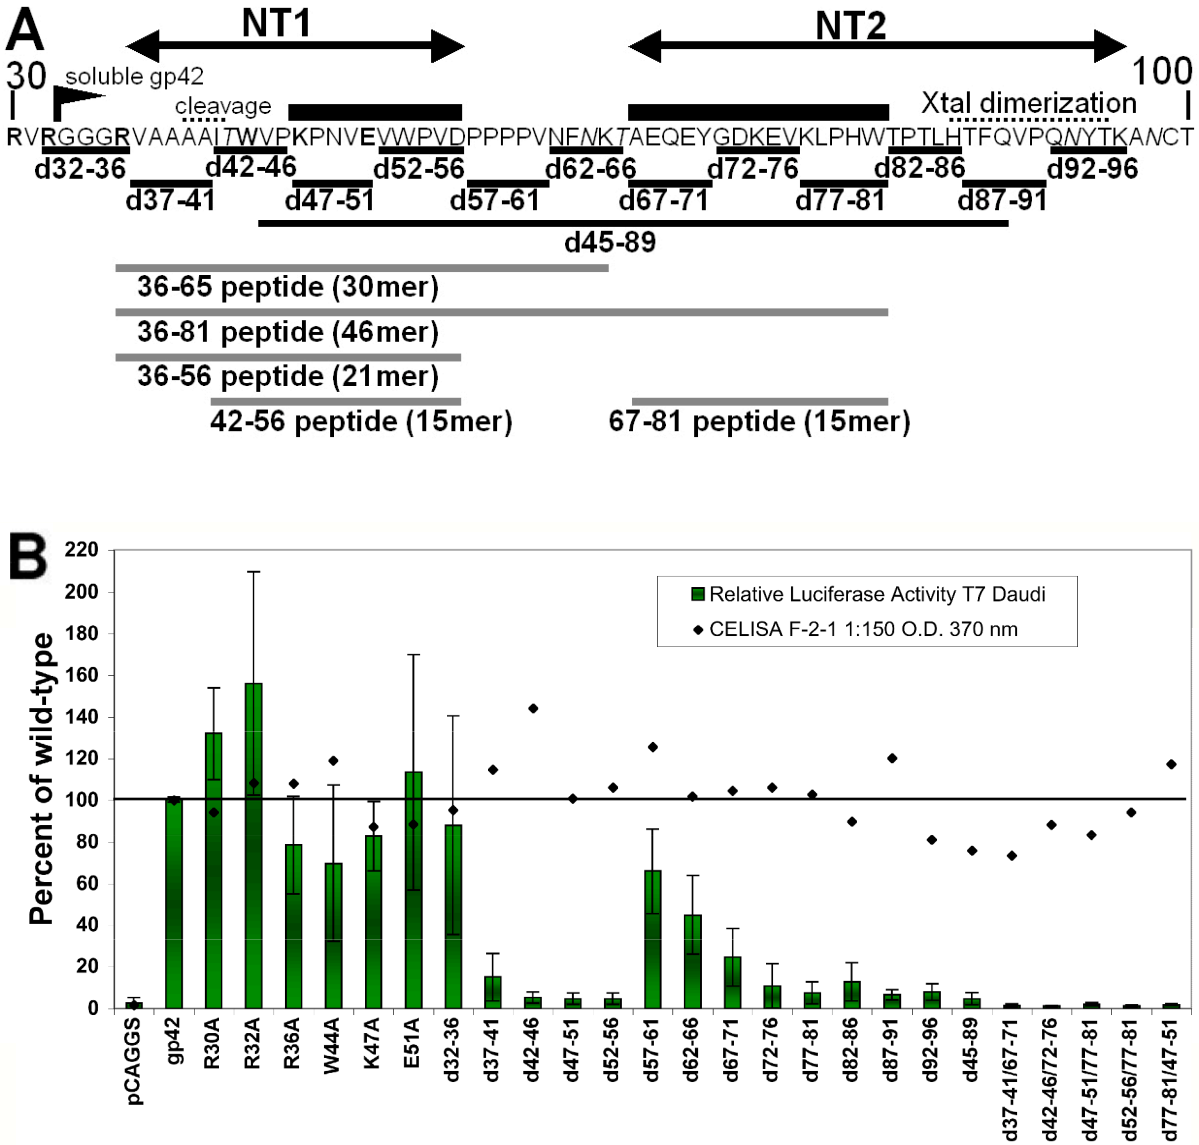 A
NT1
NT2
30
soluble gp42
100
cleavage
Xtal dimerization
RVRGGGRVAAAAITWVPKPNVEVWPVDPPPPVNFNKTAEQEYGDKEVKLPHWTPTLHTFQVPQNYTKANCT
d32-36
d42-46
d52-56
d62-66
d72-76
d82-86
d92-96
d37-41
d47-51
d57-61
d67-71
d77-81
d87-91
d45-89
36-65 peptide (30mer)
36-81 peptide (46mer)
36-56 peptide (21mer)
42-56 peptide (15mer)
67-81 peptide (15mer)
B
Percent of wild-type
220
200
180
160
140
120
100
80
60
40
20
0
Relative Luciferase Activity T7 Daudi
CELISA F-2-1 1:150 O.D. 370 nm
pCAGGS
gp42
R30A
R32A
R36A
W44A
K47A
E51A
d32-36
d37-41
d42-46
d47-51
d52-56
d57-61
d62-66
d67-71
d72-76
d77-81
d82-86
d87-91
d92-96
d45-89
d37-41/67-71
d42-46/72-76
d47-51/77-81
d52-56/77-81
d77-81/47-51